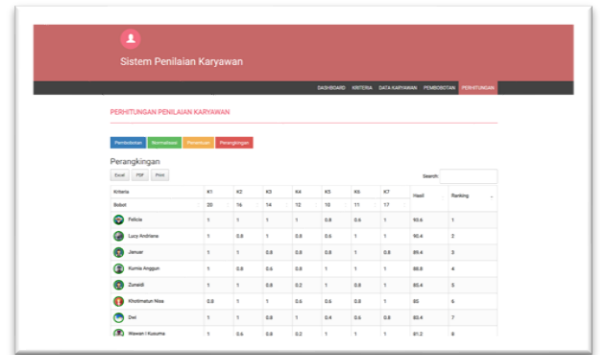 Sistem Penilaian Karyawan
DASHBOARD KRITERIA DATA KARYAWAN PEMBOBOTAN PERHITUNGAN
PERHITUNGAN PENILAIAN KARYAWAN
Pembobotan Normalisasi Perangkingan
Perangkingan
Excel PDF Print Search:
Kriteria K1 K2 K3 K4 K5 K6 K7 Hasil Ranking
Bobot 20 16 14 12 10 11 17
Felicia 1 1 1 1 0.8 0.6 1 93.6 1
Lucy Andriana 1 0.8 1 0.8 0.6 1 1 90.4 2
Januar 1 1 0.8 0.8 0.8 1 0.8 89.4 3
Kurnia Anggun 1 0.8 0.6 0.8 1 1 1 88.8 4
Zunaidi 1 1 0.8 0.2 1 0.8 1 85.4 5
Khotimatun Nisa 0.8 1 1 0.6 0.6 0.8 1 85 6
Dwi 1 1 0.8 1 0.4 0.6 0.8 83.4 7
Wawan I Kusuma 1 0.6 0.8 0.2 1 1 1 81.2 8